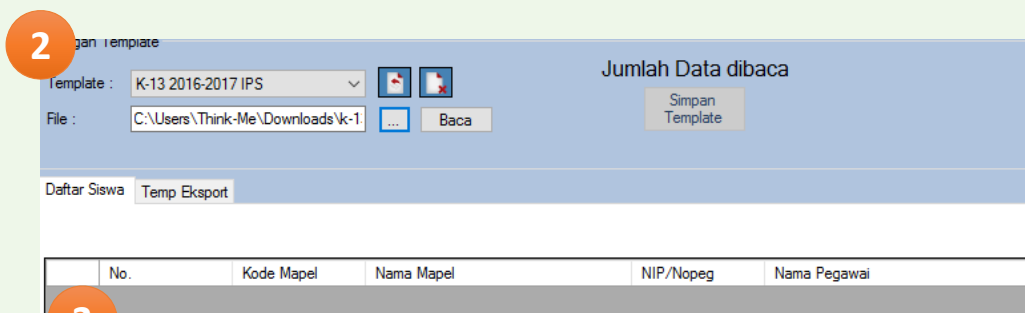 2
gan Template
Template : K-13 2016-2017 IPS
Jumlah Data dibaca
File : C:\Users\Think-Me\Downloads\k-1 ... Baca
Simpan
Template
Daftar Siswa Temp Eksport
No. Kode Mapel Nama Mapel NIP/Nopeg Nama Pegawai